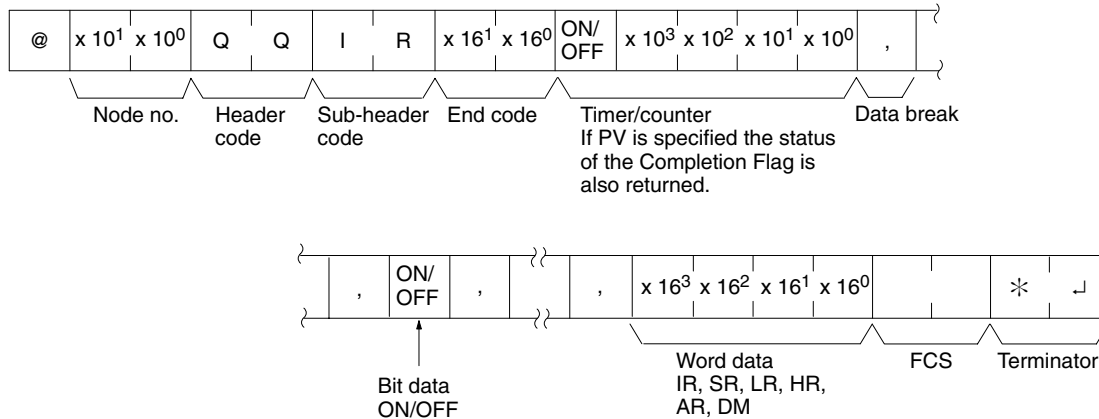 @ x 10¹ x 10⁰ Q Q I R x 16¹ x 16⁰ ON/OFF x 10³ x 10² x 10¹ x 10⁰ ,
Node no. Header code Sub-header code End code Timer/counter Data break
If PV is specified the status
of the Completion Flag is
also returned.
, ON/OFF , , x 16³ x 16² x 16¹ x 16⁰ * ↵
Bit data
ON/OFF
Word data
IR, SR, LR, HR,
AR, DM
FCS
Terminator